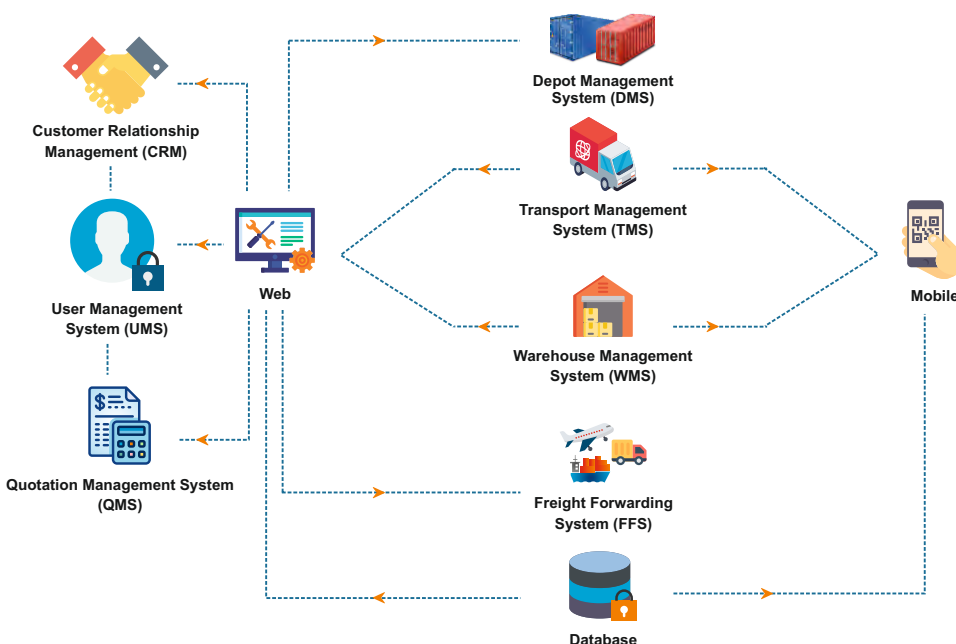 Depot Management
System (DMS)
Customer Relationship
Management (CRM)
Transport Management
System (TMS)
User Management
System (UMS)
Web
Mobile
Warehouse Management
System (WMS)
$
Quotation Management System
(QMS)
Freight Forwarding
System (FFS)
Database